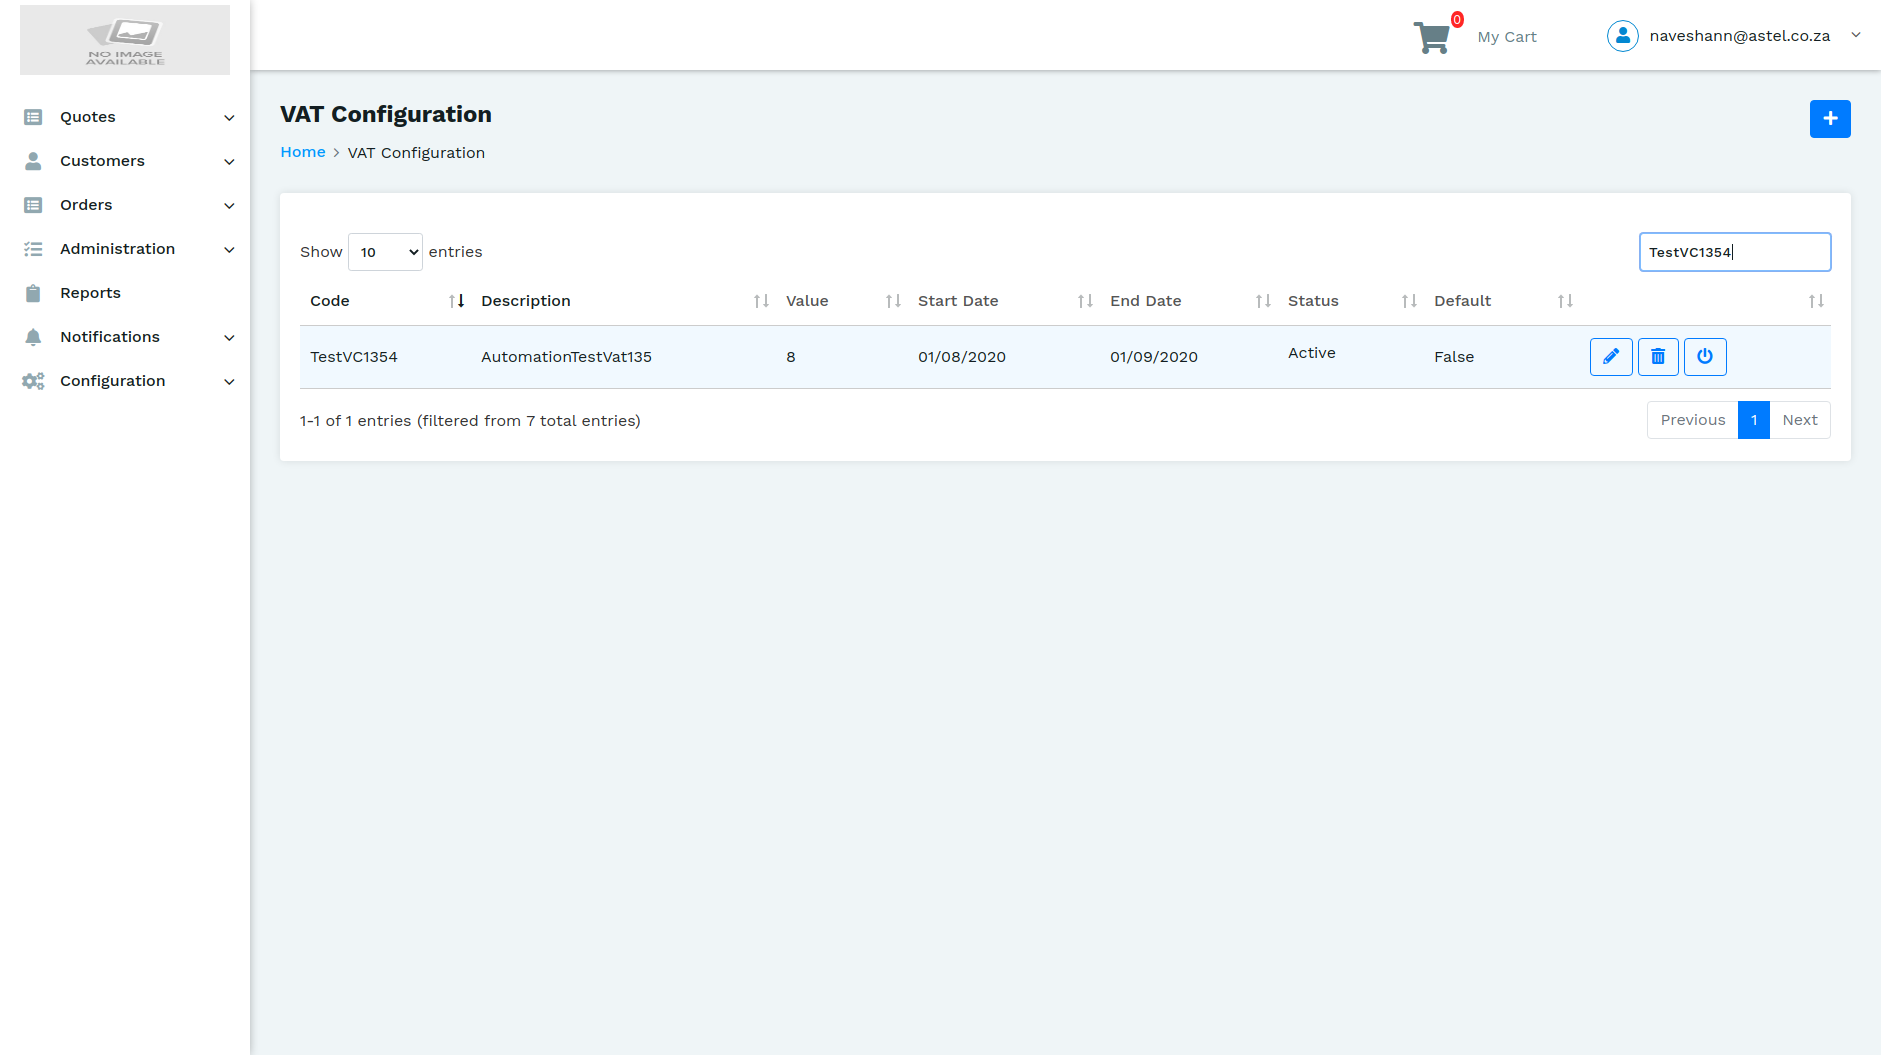 NO IMAGE
AVAILABLE
0
My Cart
naveshann@astel.co.za
Quotes
Customers
Orders
Administration
Reports
Notifications
Configuration
VAT Configuration
Home VAT Configuration
Show 10 entries
TestVC1354
Code Description Value Start Date End Date Status Default
TestVC1354 AutomationTestVat135 8 01/08/2020 01/09/2020 Active False
1-1 of 1 entries (filtered from 7 total entries)
Previous 1 Next